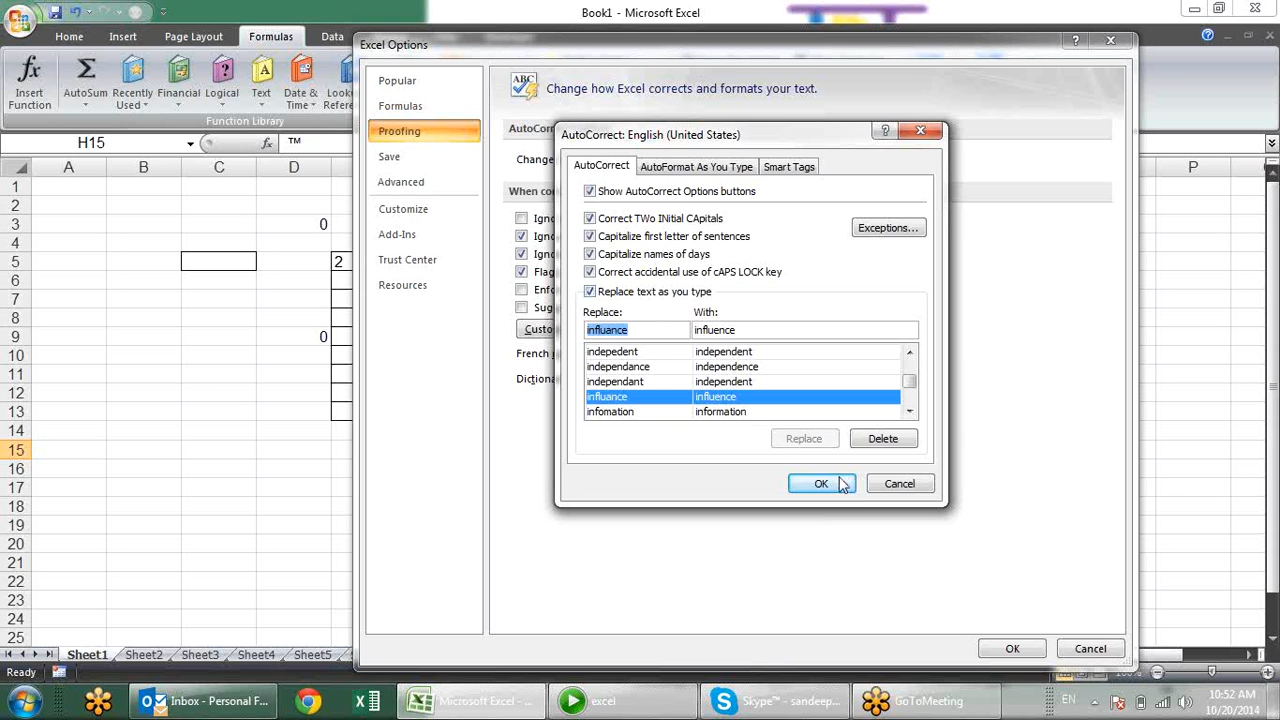 Book1 - Microsoft Excel
Home Insert Page Layout Formulas Data
Insert Function
AutoSum
Recently Used
Financial
Logical
Text
Date & Time
Function Library
H15 fx ™
A B C D P
1
2
3 0
4
5 2
6
7
8
9 0
10
11
12
13
14
15
16
17
18
19
20
21
22
23
24
25
Sheet1 Sheet2 Sheet3 Sheet4 Sheet5
Ready
Excel Options
Popular
Formulas
Proofing
Save
Advanced
Customize
Add-Ins
Trust Center
Resources
ABC
Change how Excel corrects and formats your text.
AutoCorrect: English (United States)
AutoCorrect AutoFormat As You Type Smart Tags
Show AutoCorrect Options buttons
Correct TWo INitial CApitals
Exceptions...
Capitalize first letter of sentences
Capitalize names of days
Correct accidental use of cAPS LOCK key
Replace text as you type
Replace: With:
influance influence
indepedent independent
independance independence
independant independent
influance influence
infomation information
Replace Delete
OK Cancel
OK Cancel
Inbox - Personal F...
Microsoft Excel - ...
excel
Skype™ - sandeep...
GoToMeeting
EN
10:52 AM
10/20/2014